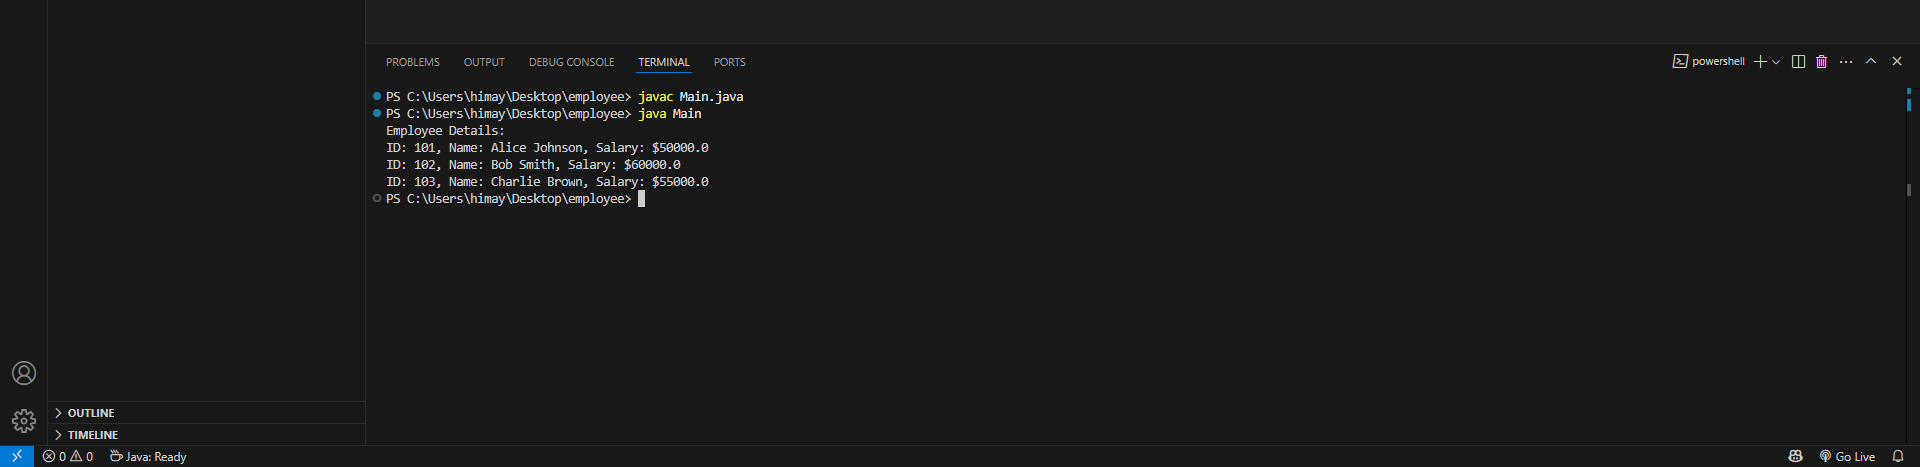 PROBLEMS OUTPUT DEBUG CONSOLE TERMINAL PORTS
powershell
PS C:\Users\himay\Desktop\employee> javac Main.java
PS C:\Users\himay\Desktop\employee> java Main
Employee Details:
ID: 101, Name: Alice Johnson, Salary: $50000.0
ID: 102, Name: Bob Smith, Salary: $60000.0
ID: 103, Name: Charlie Brown, Salary: $55000.0
PS C:\Users\himay\Desktop\employee>
OUTLINE
TIMELINE
0 0 Java: Ready
Go Live